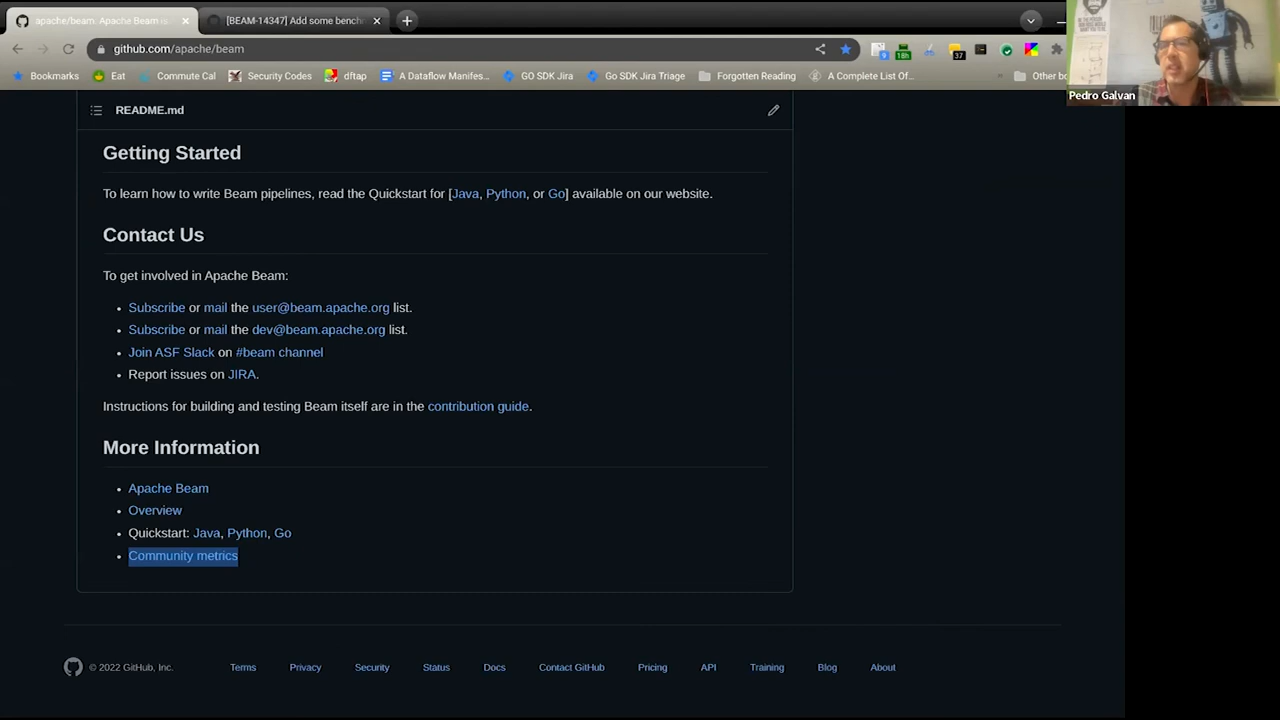 apache/beam: Apache Beam is
[BEAM-14347] Add some bench
github.com/apache/beam
9
18h
37
Bookmarks
Eat
Commute Cal
Security Codes
dftap
A Dataflow Manifes...
GO SDK Jira
Go SDK Jira Triage
Forgotten Reading
A Complete List Of...
Other bo
Pedro Galvan
README.md
Getting Started
To learn how to write Beam pipelines, read the Quickstart for [Java, Python, or Go] available on our website.
Contact Us
To get involved in Apache Beam:
Subscribe or mail the user@beam.apache.org list.
Subscribe or mail the dev@beam.apache.org list.
Join ASF Slack on #beam channel
Report issues on JIRA.
Instructions for building and testing Beam itself are in the contribution guide.
More Information
Apache Beam
Overview
Quickstart: Java, Python, Go
Community metrics
© 2022 GitHub, Inc.
Terms
Privacy
Security
Status
Docs
Contact GitHub
Pricing
API
Training
Blog
About